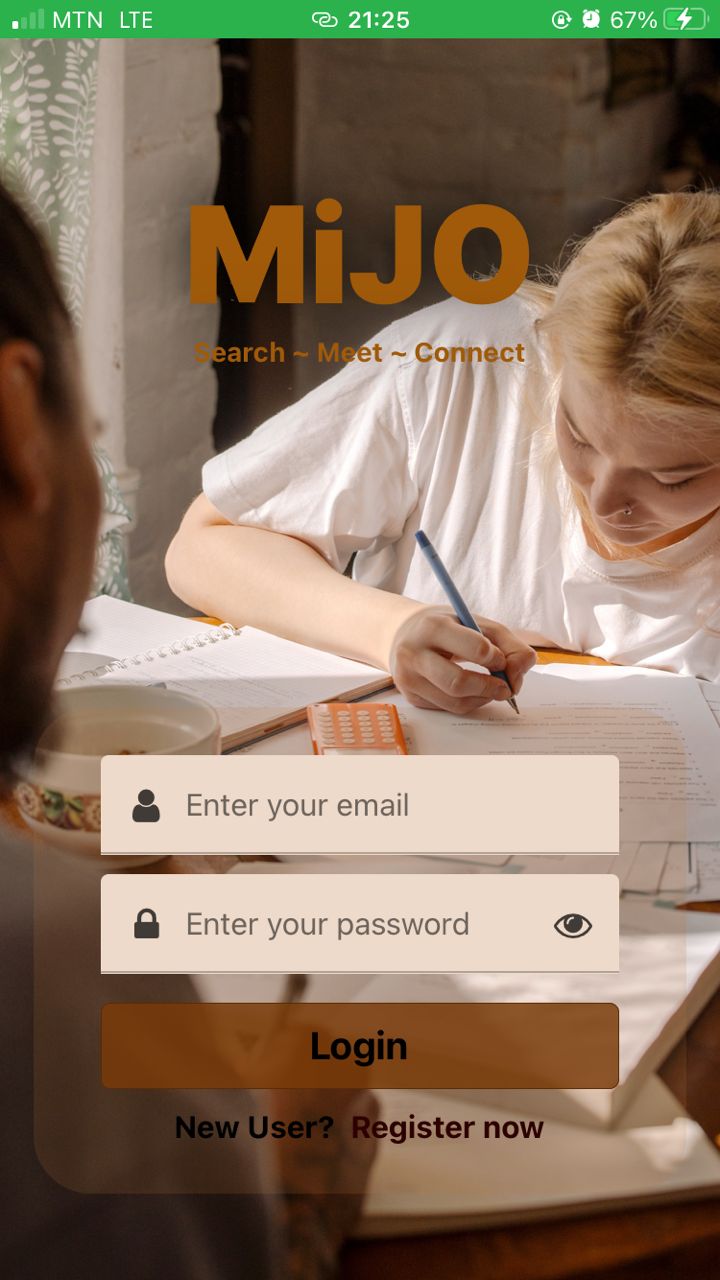 MTN LTE 21:25 67%
MiJO
Search ~ Meet ~ Connect
Enter your email
Enter your password
Login
New User? Register now